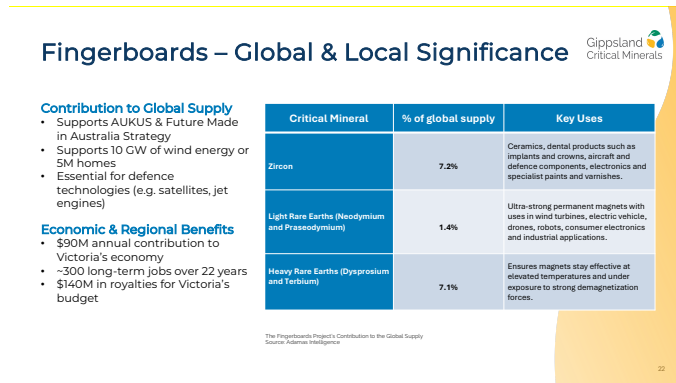 Fingerboards – Global & Local Significance
Gippsland
Critical Minerals
Contribution to Global Supply
• Supports AUKUS & Future Made
in Australia Strategy
• Supports 10 GW of wind energy or
5M homes
• Essential for defence
technologies (e.g. satellites, jet
engines)
Economic & Regional Benefits
• $90M annual contribution to
Victoria's economy
• ~300 long-term jobs over 22 years
• $140M in royalties for Victoria's
budget
Critical Mineral
% of global supply
Key Uses
Zircon
7.2%
Ceramics, dental products such as
implants and crowns, aircraft and
defence components, electronics and
specialist paints and varnishes.
Light Rare Earths (Neodymium
and Praseodymium)
1.4%
Ultra-strong permanent magnets with
uses in wind turbines, electric vehicle,
drones, robots, consumer electronics
and industrial applications.
Heavy Rare Earths (Dysprosium
and Terbium)
7.1%
Ensures magnets stay effective at
elevated temperatures and under
exposure to strong demagnetization
forces.
The Fingerboards Project's Contribution to the Global Supply
Source: Adamas Intelligence
22